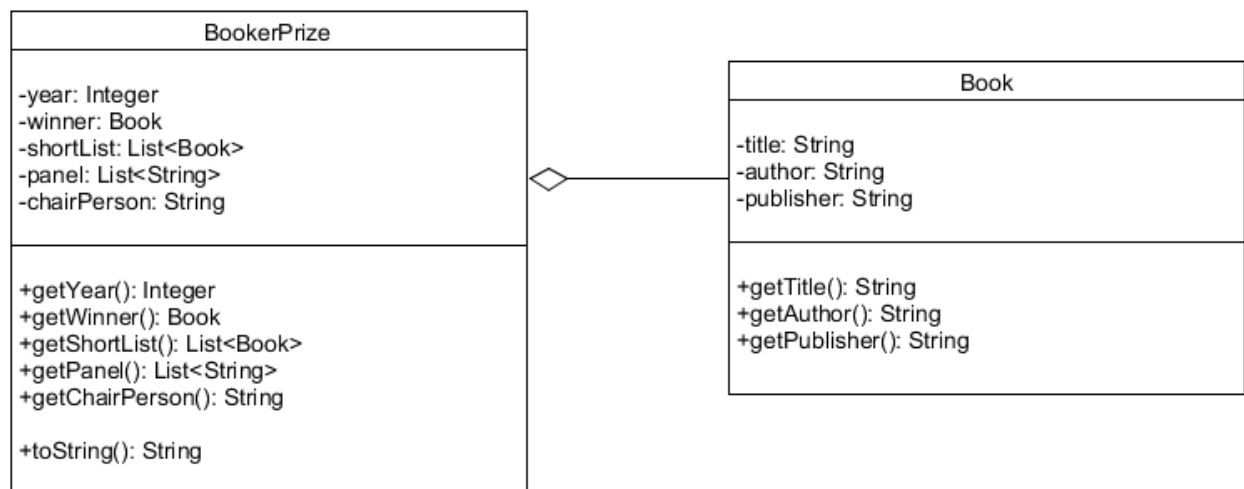 BookerPrize
-year: Integer
-winner: Book
-shortList: List<Book>
-panel: List<String>
-chairPerson: String
+getYear(): Integer
+getWinner(): Book
+getShortList(): List<Book>
+getPanel(): List<String>
+getChairPerson(): String
+toString(): String
Book
-title: String
-author: String
-publisher: String
+getTitle(): String
+getAuthor(): String
+getPublisher(): String